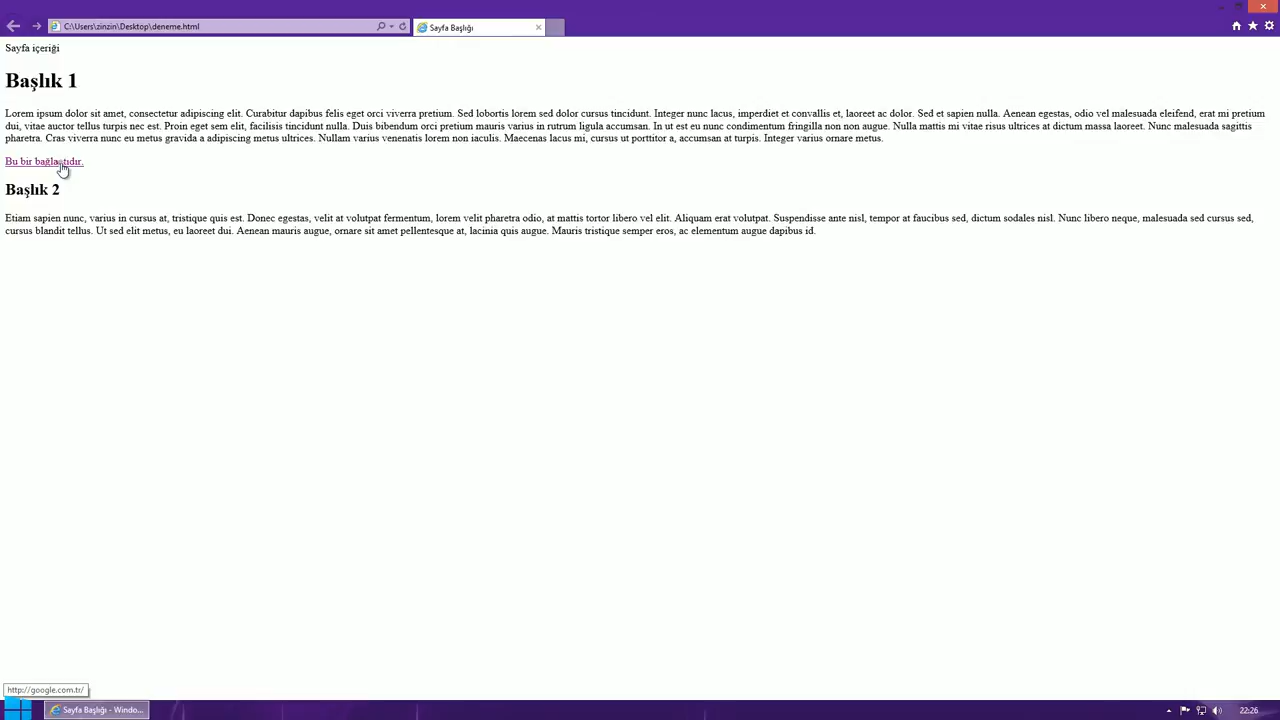 C:\Users\zinzin\Desktop\deneme.html
Sayfa Başlığı
Sayfa içeriği
Başlık 1
Lorem ipsum dolor sit amet, consectetur adipiscing elit. Curabitur dapibus felis eget orci viverra pretium. Sed lobortis lorem sed dolor cursus tincidunt. Integer nunc lacus, imperdiet et convallis et, laoreet ac dolor. Sed et sapien nulla. Aenean egestas, odio vel malesuada eleifend, erat mi pretium
dui, vitae auctor tellus turpis nec est. Proin eget sem elit, facilisis tincidunt nulla. Duis bibendum orci pretium mauris varius in rutrum ligula accumsan. In ut est eu nunc condimentum fringilla non non augue. Nulla mattis mi vitae risus ultrices at dictum massa laoreet. Nunc malesuada sagittis
pharetra. Cras viverra nunc eu metus gravida a adipiscing metus ultrices. Nullam varius venenatis lorem non iaculis. Maecenas lacus mi, cursus ut porttitor a, accumsan at turpis. Integer varius ornare metus.
Bu bir bağlantıdır.
Başlık 2
Etiam sapien nunc, varius in cursus at, tristique quis est. Donec egestas, velit at volutpat fermentum, lorem velit pharetra odio, at mattis tortor libero vel elit. Aliquam erat volutpat. Suspendisse ante nisl, tempor at faucibus sed, dictum sodales nisl. Nunc libero neque, malesuada sed cursus sed,
cursus blandit tellus. Ut sed elit metus, eu laoreet dui. Aenean mauris augue, ornare sit amet pellentesque at, lacinia quis augue. Mauris tristique semper eros, ac elementum augue dapibus id.
http://google.com.tr/
Sayfa Başlığı - Windo...
22:26